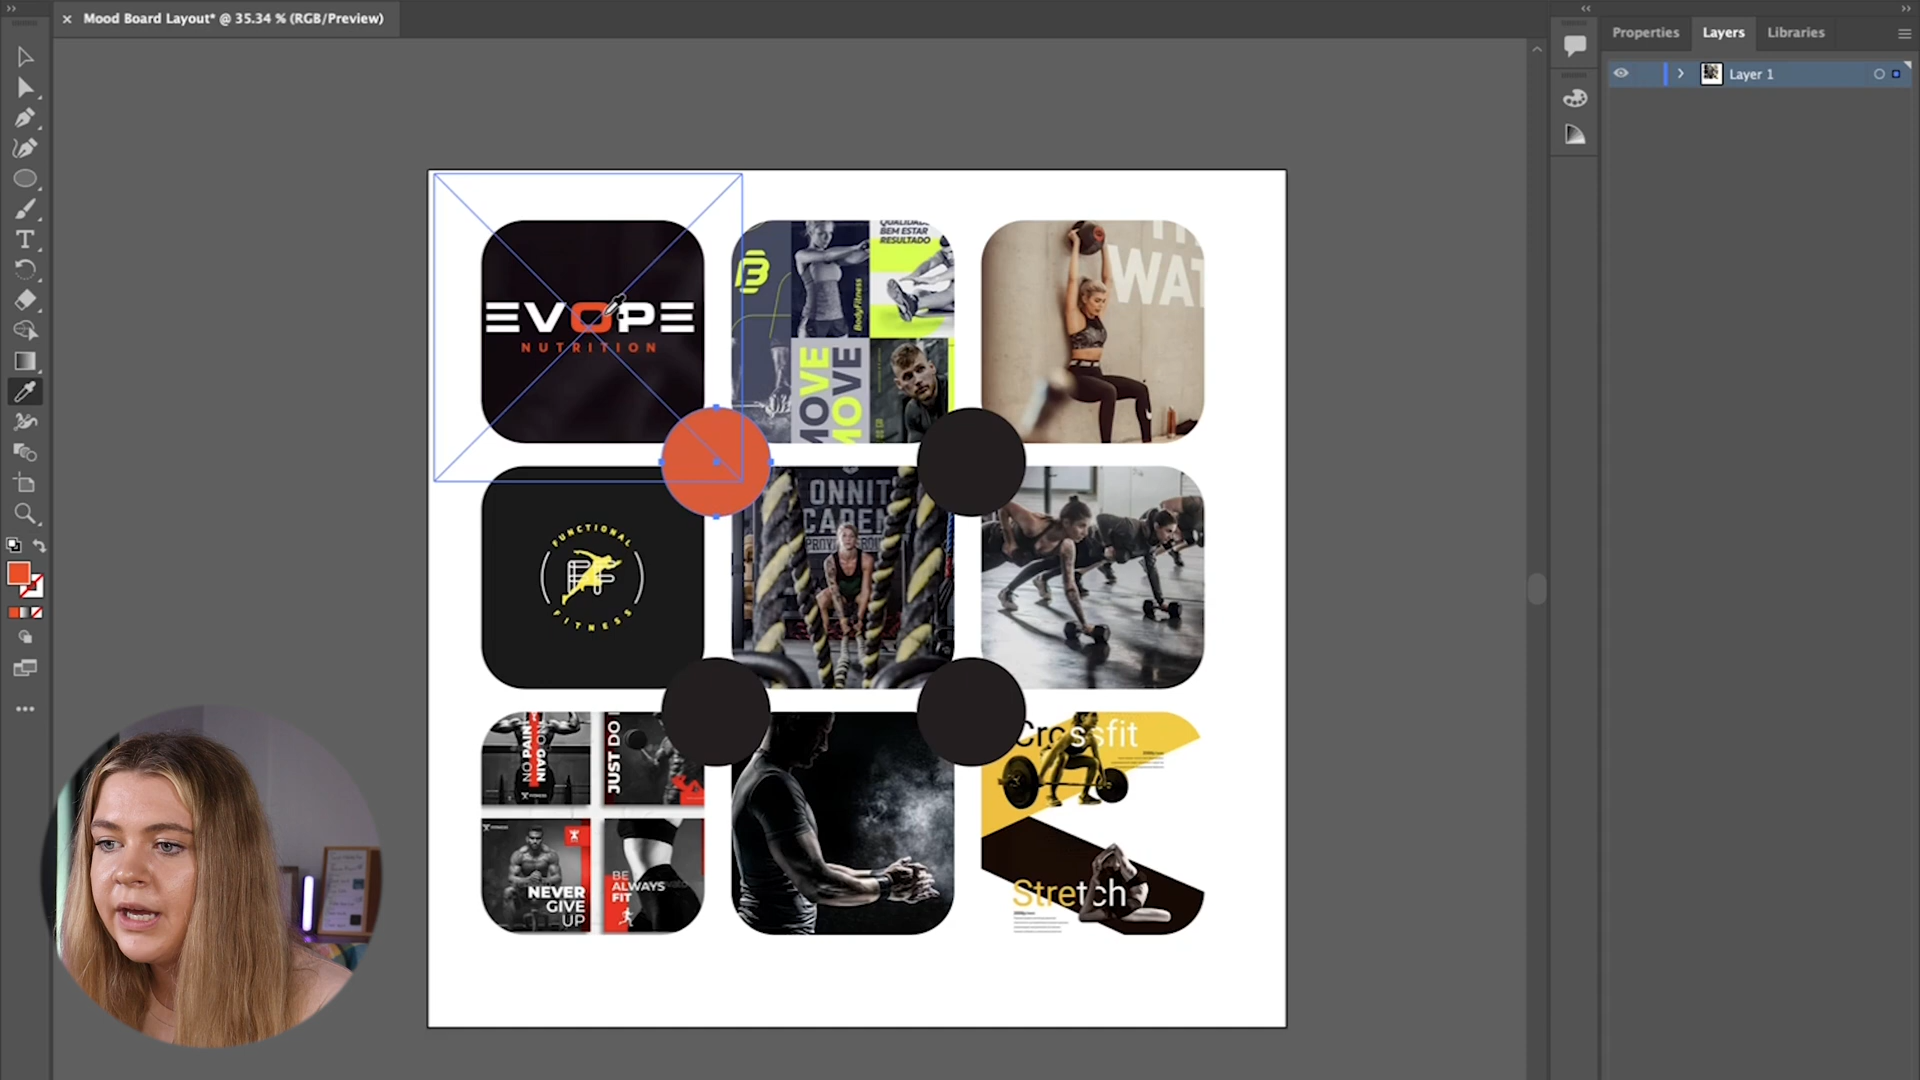 Mood Board Layout* @ 35.34 % (RGB/Preview)
Properties
Layers
Libraries
Layer 1
EVOPE
NUTRITION
B
BodyFitness
QUALIDADE
BEM ESTAR
RESULTADO
MOVE
MOVE
WAT
FUNCTIONAL
FF
FITNESS
ONNIT
ACADEMY
NO PAIN
NO GAIN
JUST DO I
NEVER
GIVE
UP
BE
ALWAYS
FIT
Crossfit
Stretch